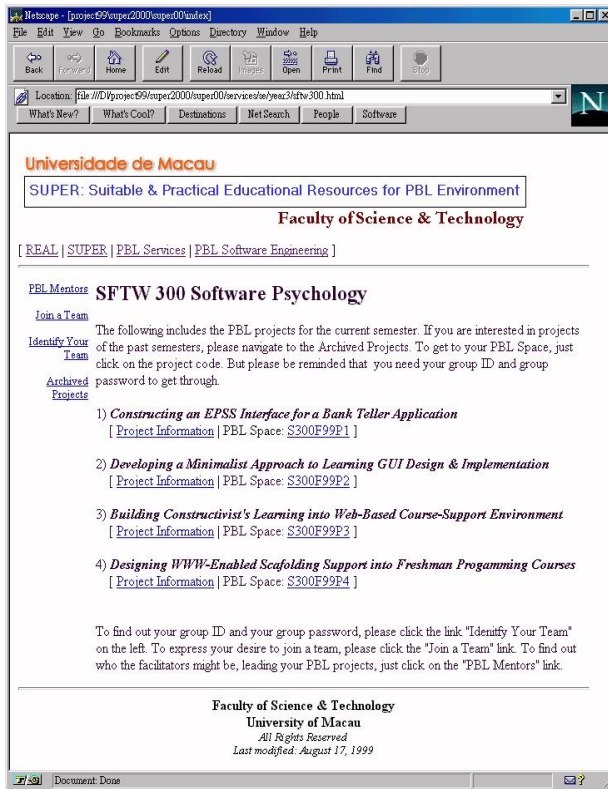 Netscape - [project99\super2000\super00\index]
File Edit View Go Bookmarks Options Directory Window Help
Back Forward Home Edit Reload Images Open Print Find Stop
Location: file:///D|/project99/super2000/super00/services/se/year3/sftw300.html
What's New? What's Cool? Destinations Net Search People Software
N
Universidade de Macau
SUPER: Suitable & Practical Educational Resources for PBL Environment
Faculty of Science & Technology
[ REAL | SUPER | PBL Services | PBL Software Engineering ]
PBL Mentors
Join a Team
Identify Your
Team
Archived
Projects
SFTW 300 Software Psychology
The following includes the PBL projects for the current semester. If you are interested in projects
of the past semesters, please navigate to the Archived Projects. To get to your PBL Space, just
click on the project code. But please be reminded that you need your group ID and group
password to get through.
1) Constructing an EPSS Interface for a Bank Teller Application
[ Project Information | PBL Space: S300F99P1 ]
2) Developing a Minimalist Approach to Learning GUI Design & Implementation
[ Project Information | PBL Space: S300F99P2 ]
3) Building Constructivist's Learning into Web-Based Course-Support Environment
[ Project Information | PBL Space: S300F99P3 ]
4) Designing WWW-Enabled Scafolding Support into Freshman Progamming Courses
[ Project Information | PBL Space: S300F99P4 ]
To find out your group ID and your group password, please click the link "Idenitfy Your Team"
on the left. To express your desire to join a team, please click the "Join a Team" link. To find out
who the facilitators might be, leading your PBL projects, just click on the "PBL Mentors" link.
Faculty of Science & Technology
University of Macau
All Rights Reserved
Last modified: August 17, 1999
Document: Done